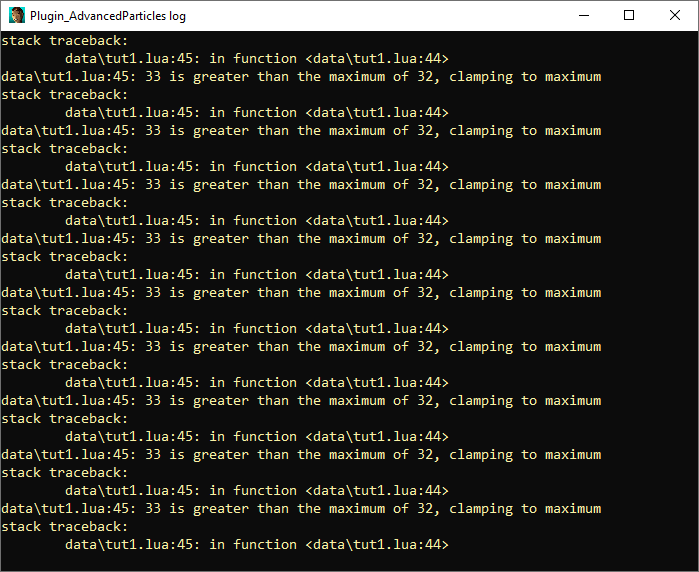 Plugin_AdvancedParticles log
stack traceback:
        data\tut1.lua:45: in function <data\tut1.lua:44>
data\tut1.lua:45: 33 is greater than the maximum of 32, clamping to maximum
stack traceback:
        data\tut1.lua:45: in function <data\tut1.lua:44>
data\tut1.lua:45: 33 is greater than the maximum of 32, clamping to maximum
stack traceback:
        data\tut1.lua:45: in function <data\tut1.lua:44>
data\tut1.lua:45: 33 is greater than the maximum of 32, clamping to maximum
stack traceback:
        data\tut1.lua:45: in function <data\tut1.lua:44>
data\tut1.lua:45: 33 is greater than the maximum of 32, clamping to maximum
stack traceback:
        data\tut1.lua:45: in function <data\tut1.lua:44>
data\tut1.lua:45: 33 is greater than the maximum of 32, clamping to maximum
stack traceback:
        data\tut1.lua:45: in function <data\tut1.lua:44>
data\tut1.lua:45: 33 is greater than the maximum of 32, clamping to maximum
stack traceback:
        data\tut1.lua:45: in function <data\tut1.lua:44>
data\tut1.lua:45: 33 is greater than the maximum of 32, clamping to maximum
stack traceback:
        data\tut1.lua:45: in function <data\tut1.lua:44>
data\tut1.lua:45: 33 is greater than the maximum of 32, clamping to maximum
stack traceback:
        data\tut1.lua:45: in function <data\tut1.lua:44>
data\tut1.lua:45: 33 is greater than the maximum of 32, clamping to maximum
stack traceback:
        data\tut1.lua:45: in function <data\tut1.lua:44>